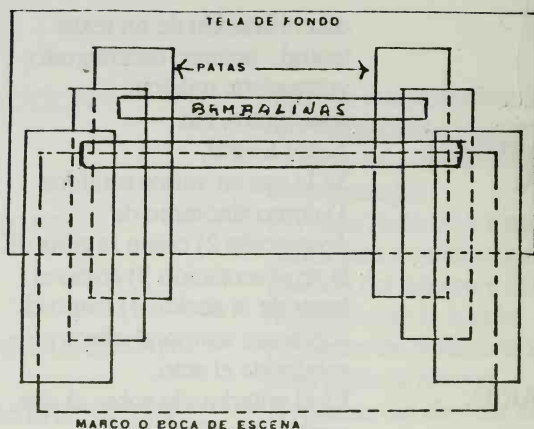 TELA DE FONDO
PATAS
BAMBALINAS
MARCO O BOCA DE ESCENA